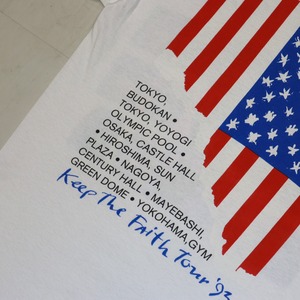 TOKYO,
BUDOKAN •
TOKYO, YOYOGI
OLYMPIC POOL •
OSAKA, CASTLE HALL
• HIROSHIMA, SUN
PLAZA • NAGOYA,
CENTURY HALL • MAYEBASHI,
GREEN DOME • YOKOHAMA,GYM
Keep The Faith Tour '93